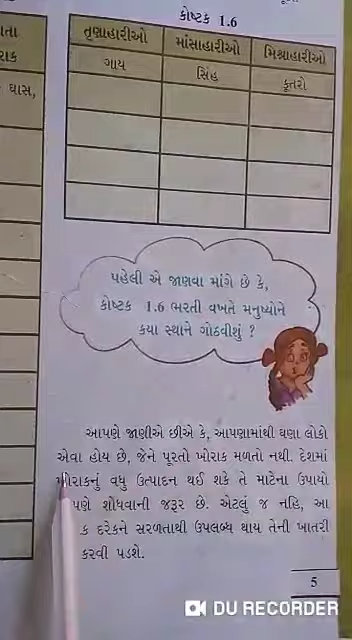 કોષ્ટક 1.6
તૃણાહારીઓ માંસાહારીઓ મિશ્રાહારીઓ
ગાય સિંહ કૂતરો
ઘાસ,
પહેલી એ જાણવા માંગે છે કે,
કોષ્ટક 1.6 ભરતી વખતે મનુષ્યોને
કયા સ્થાને ગોઠવીશું ?
આપણે જાણીએ છીએ કે, આપણામાંથી ઘણા લોકો
એવા હોય છે, જેને પૂરતો ખોરાક મળતો નથી. દેશમાં
ખોરાકનું વધુ ઉત્પાદન થઈ શકે તે માટેના ઉપાયો
પણે શોધવાની જરૂર છે. એટલું જ નહિ, આ
ક દરેકને સરળતાથી ઉપલબ્ધ થાય તેની ખાતરી
કરવી પડશે.
5
DU RECORDER